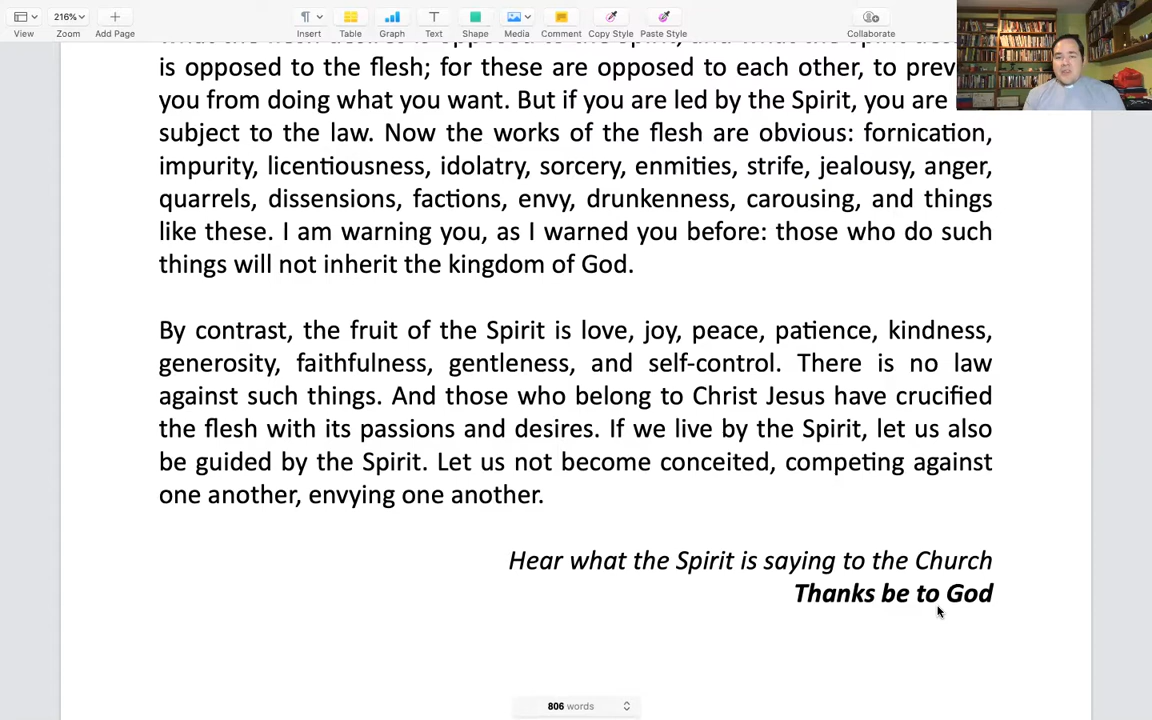 216%
View
Zoom
Add Page
Insert
Table
Graph
Text
Shape
Media
Comment
Copy Style
Paste Style
Collaborate
is opposed to the flesh; for these are opposed to each other, to prev
you from doing what you want. But if you are led by the Spirit, you are
subject to the law. Now the works of the flesh are obvious: fornication,
impurity, licentiousness, idolatry, sorcery, enmities, strife, jealousy, anger,
quarrels, dissensions, factions, envy, drunkenness, carousing, and things
like these. I am warning you, as I warned you before: those who do such
things will not inherit the kingdom of God.
By contrast, the fruit of the Spirit is love, joy, peace, patience, kindness,
generosity, faithfulness, gentleness, and self-control. There is no law
against such things. And those who belong to Christ Jesus have crucified
the flesh with its passions and desires. If we live by the Spirit, let us also
be guided by the Spirit. Let us not become conceited, competing against
one another, envying one another.
Hear what the Spirit is saying to the Church
Thanks be to God
806 words